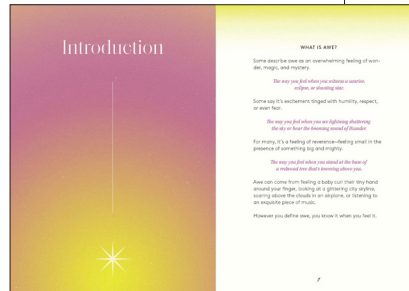 Introduction
WHAT IS AWE?
Some describe awe as an overwhelming feeling of won-
der, magic, and mystery.
The way you feel when you witness a sunrise,
eclipse, or shooting star.
Some say it's excitement tinged with humility, respect,
or even fear.
The way you feel when you see lightning shattering
the sky or hear the booming sound of thunder.
For many, it's a feeling of reverence—feeling small in the
presence of something big and mighty.
The way you feel when you stand at the base of
a redwood tree that's towering above you.
Awe can come from feeling a baby curl their tiny hand
around your finger, looking at a glittering city skyline,
soaring above the clouds in an airplane, or listening to
an exquisite piece of music.
However you define awe, you know it when you feel it.
7